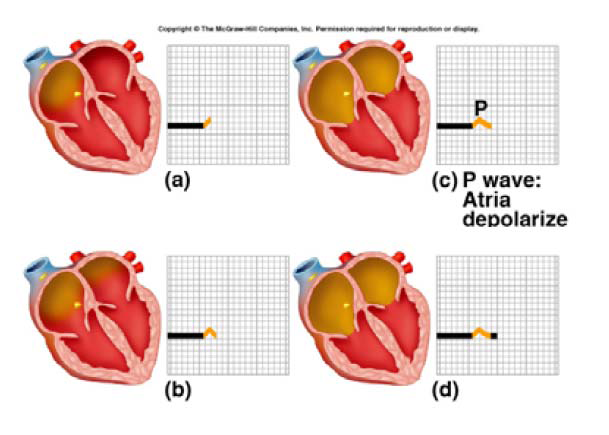 Copyright © The McGraw-Hill Companies, Inc. Permission required for reproduction or display.
(a)
P
(c) P wave:
Atria
depolarize
(b)
(d)